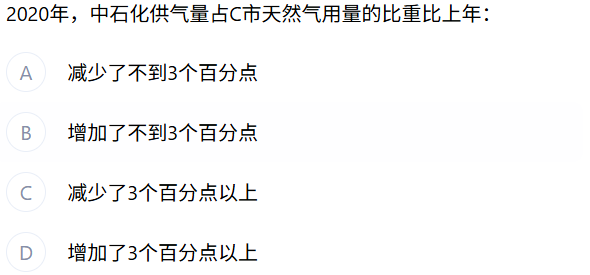 2020年，中石化供气量占C市天然气用量的比重比上年：
A 减少了不到3个百分点
B 增加了不到3个百分点
C 减少了3个百分点以上
D 增加了3个百分点以上